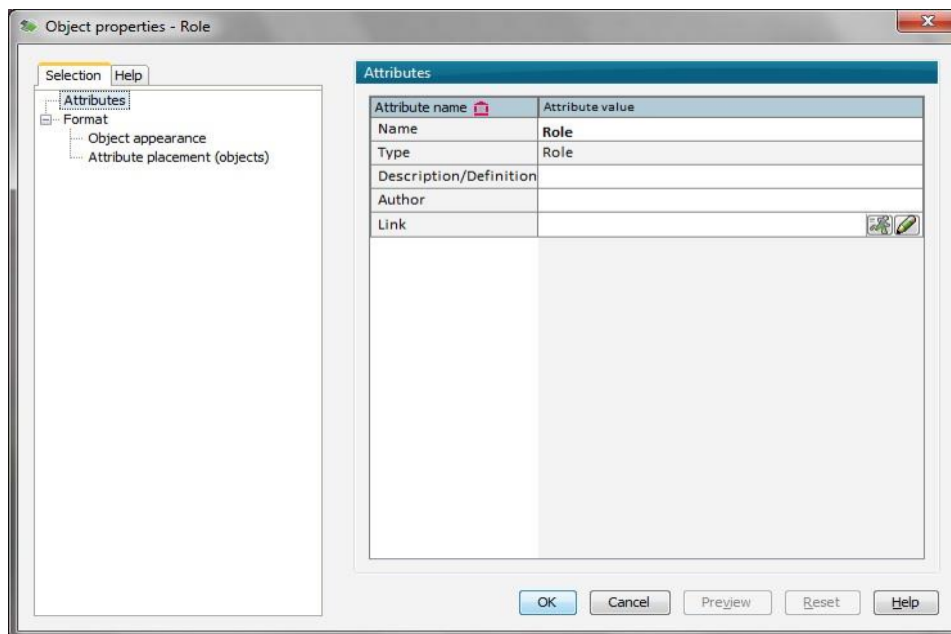 Object properties - Role
Selection Help
Attributes
Format
Object appearance
Attribute placement (objects)
Attributes
Attribute name Attribute value
Name Role
Type Role
Description/Definition
Author
Link
OK Cancel Preview Reset Help